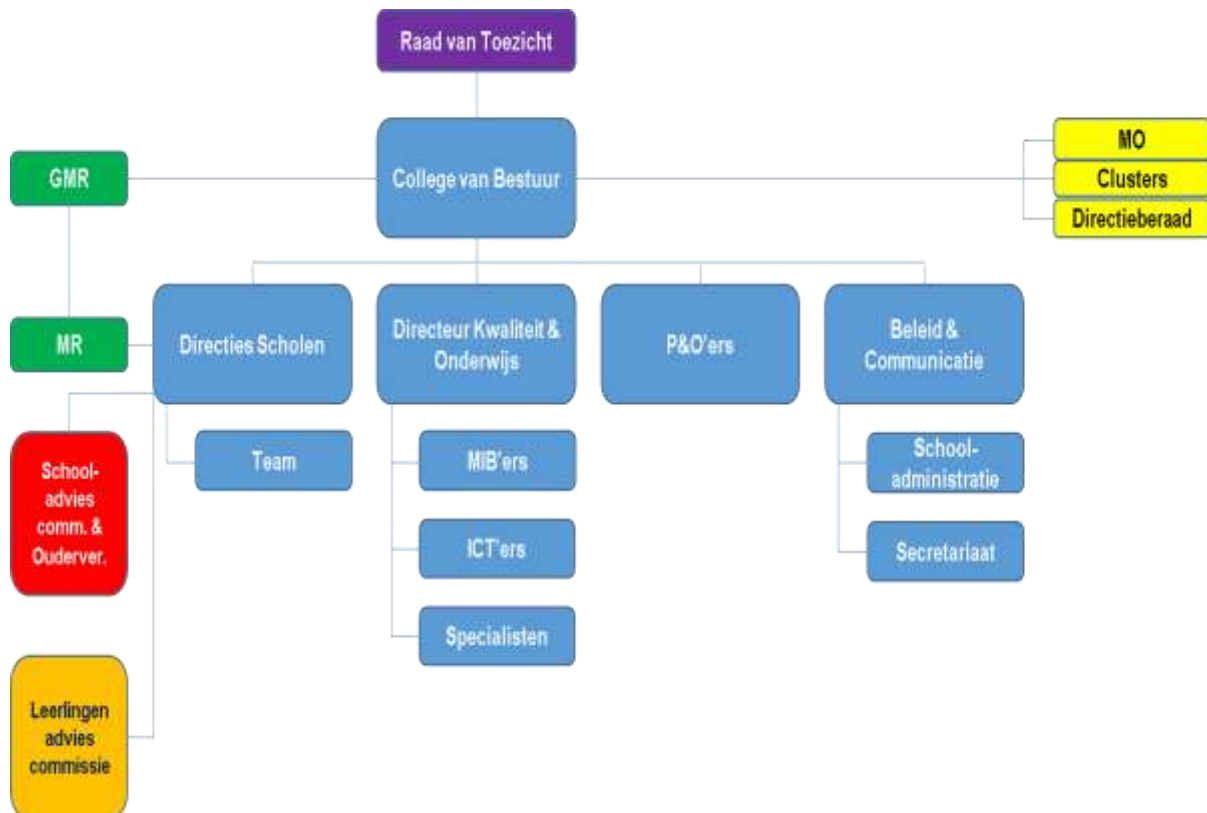 Raad van Toezicht
College van Bestuur
GMR
MO
Clusters
Directieberaad
MR
Directies Scholen
Directeur Kwaliteit &
Onderwijs
P&O'ers
Beleid &
Communicatie
School-
advies
comm. &
Ouderver.
Team
MIB'ers
School-
administratie
ICT'ers
Secretariaat
Specialisten
Leerlingen
advies
commissie